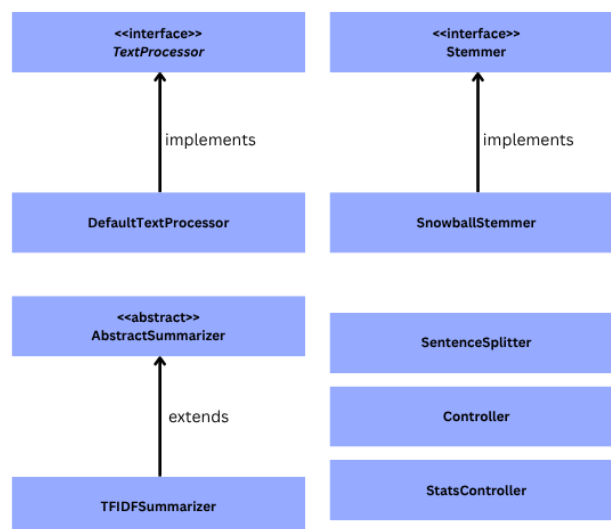 <<interface>>
TextProcessor
<<interface>>
Stemmer
implements
implements
DefaultTextProcessor
SnowballStemmer
<<abstract>>
AbstractSummarizer
SentenceSplitter
extends
Controller
TFIDFSummarizer
StatsController